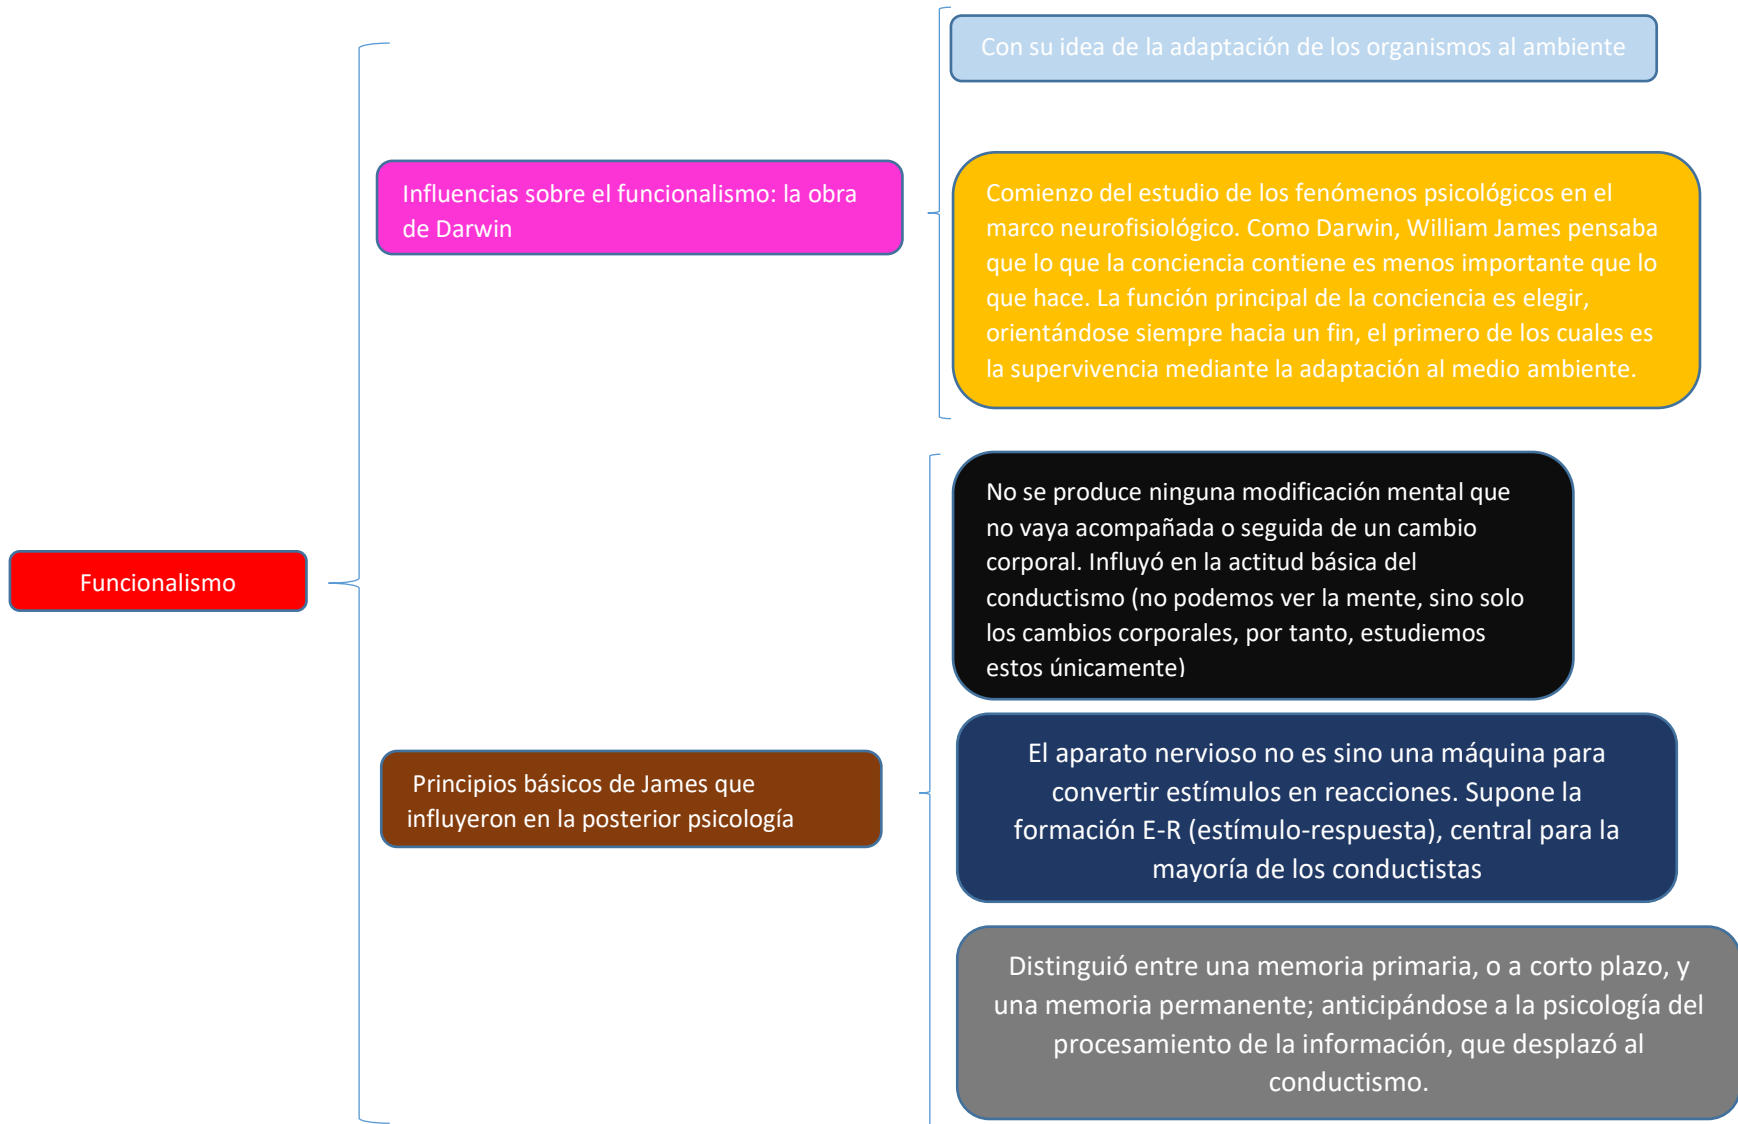 Con su idea de la adaptación de los organismos al ambiente
Influencias sobre el funcionalismo: la obra
de Darwin
Comienzo del estudio de los fenómenos psicológicos en el
marco neurofisiológico. Como Darwin, William James pensaba
que lo que la conciencia contiene es menos importante que lo
que hace. La función principal de la conciencia es elegir,
orientándose siempre hacia un fin, el primero de los cuales es
la supervivencia mediante la adaptación al medio ambiente.
Funcionalismo
No se produce ninguna modificación mental que
no vaya acompañada o seguida de un cambio
corporal. Influyó en la actitud básica del
conductismo (no podemos ver la mente, sino solo
los cambios corporales, por tanto, estudiemos
estos únicamente)
Principios básicos de James que
influyeron en la posterior psicología
El aparato nervioso no es sino una máquina para
convertir estímulos en reacciones. Supone la
formación E-R (estímulo-respuesta), central para la
mayoría de los conductistas
Distinguió entre una memoria primaria, o a corto plazo, y
una memoria permanente; anticipándose a la psicología del
procesamiento de la información, que desplazó al
conductismo.